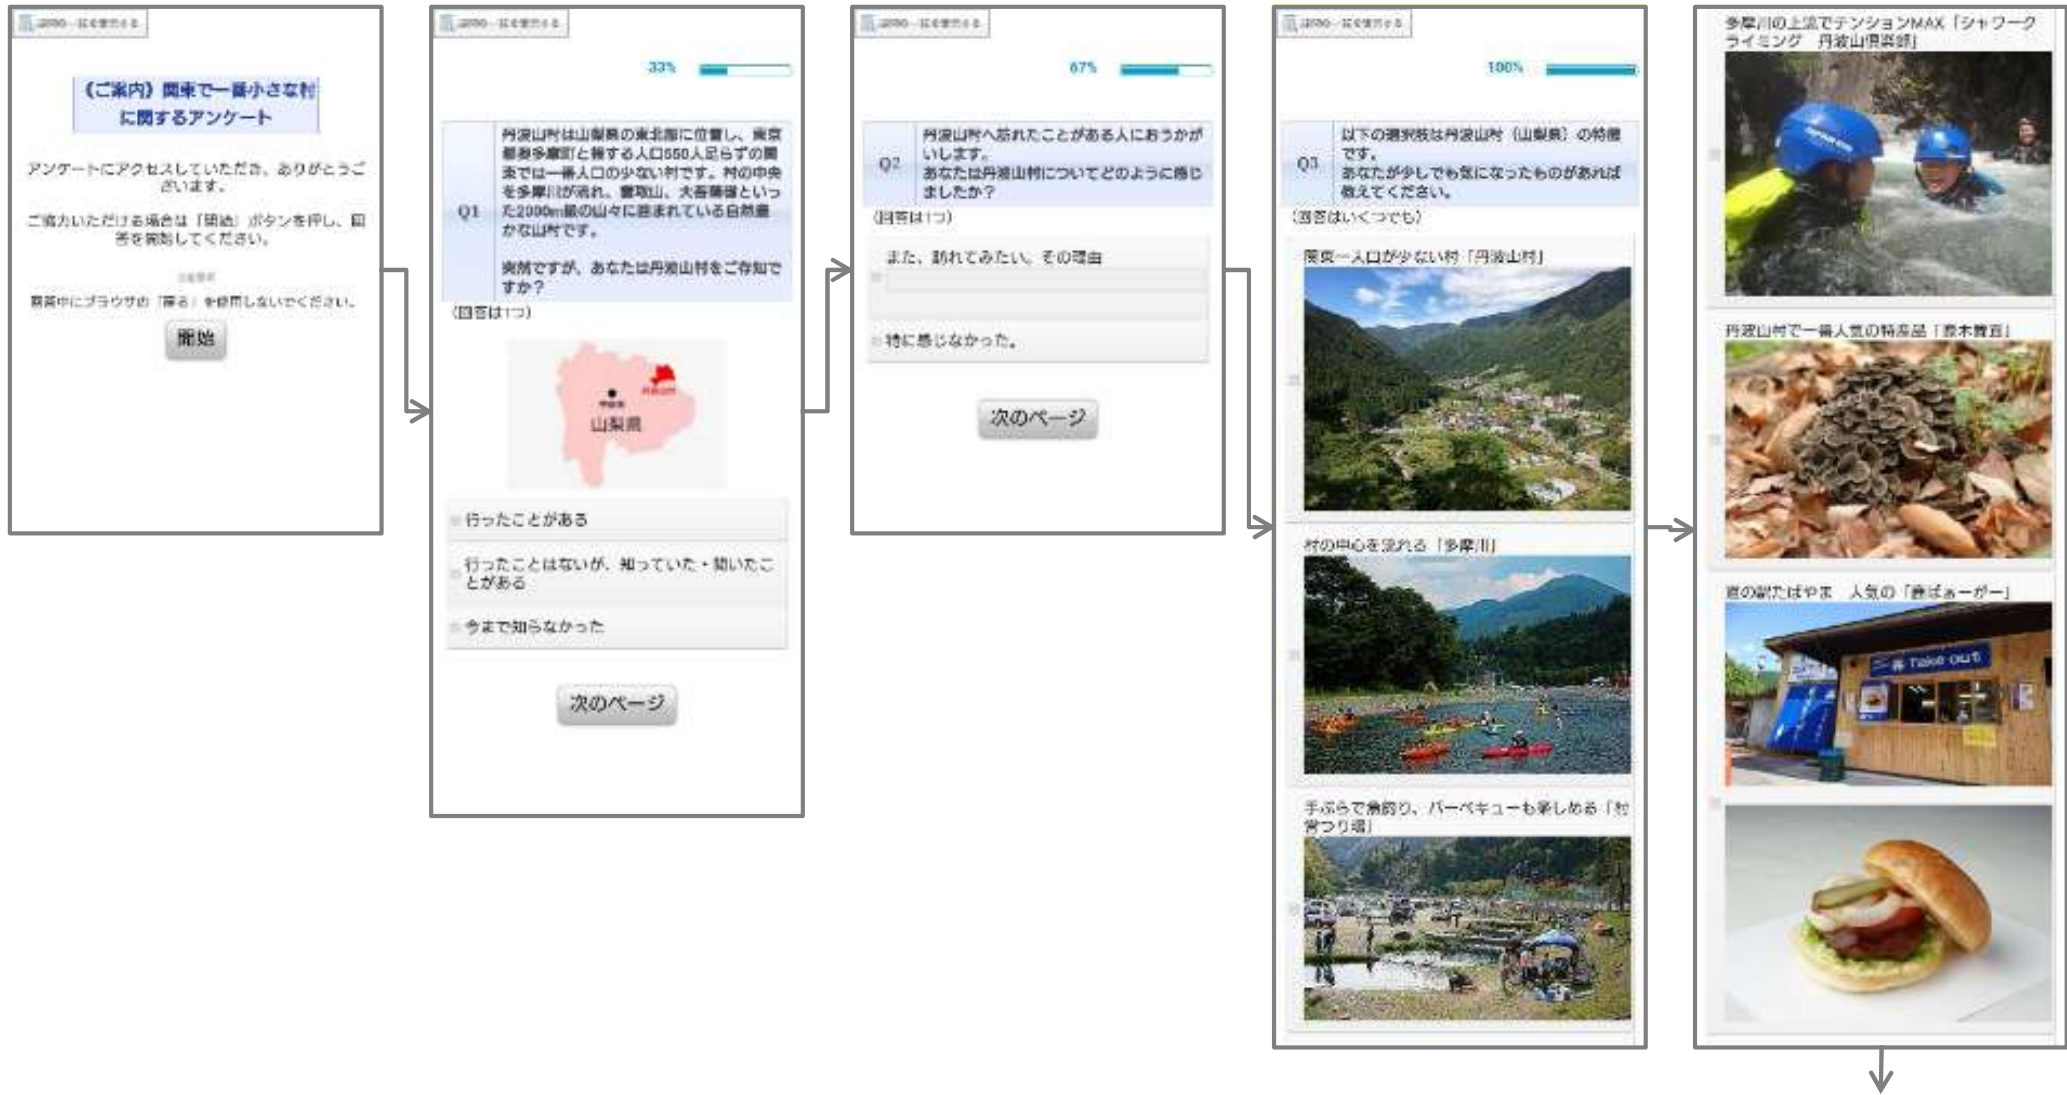 《ご案内》関東で一番小さな村
に関するアンケート
アンケートにアクセスしていただき、ありがとうご
ざいます。
ご協力いただける場合は「開始」ボタンを押し、回
答を開始してください。
回答中にブラウザの「戻る」を使用しないでください。
開始
33%
Q1
丹波山村は山梨県の東北部に位置し、東京
都奥多摩町と接する人口550人足らずの関
東では一番人口の少ない村です。村の中央
を多摩川が流れ、雲取山、大菩薩嶺といっ
た2000m級の山々に囲まれている自然豊
かな山村です。
突然ですが、あなたは丹波山村をご存知で
すか？
(回答は1つ)
丹波山村
甲府市
山梨県
行ったことがある
行ったことはないが、知っていた・聞いたこ
とがある
今まで知らなかった
次のページ
67%
Q2
丹波山村へ訪れたことがある人におうかが
いします。
あなたは丹波山村についてどのように感じ
ましたか？
(回答は1つ)
また、訪れてみたい。その理由
特に感じなかった。
次のページ
100%
Q3
以下の選択肢は丹波山村（山梨県）の特徴
です。
あなたが少しでも気になったものがあれば
教えてください。
(回答はいくつでも)
関東一人口が少ない村「丹波山村」
村の中心を流れる「多摩川」
手ぶらで魚釣り、バーベキューも楽しめる「村
営つり場」
多摩川の上流でテンションMAX「シャワーク
ライミング 丹波山倶楽部」
丹波山村で一番人気の特産品「原木舞茸」
道の駅たばやま 人気の「鹿ばぁーがー」
Take out